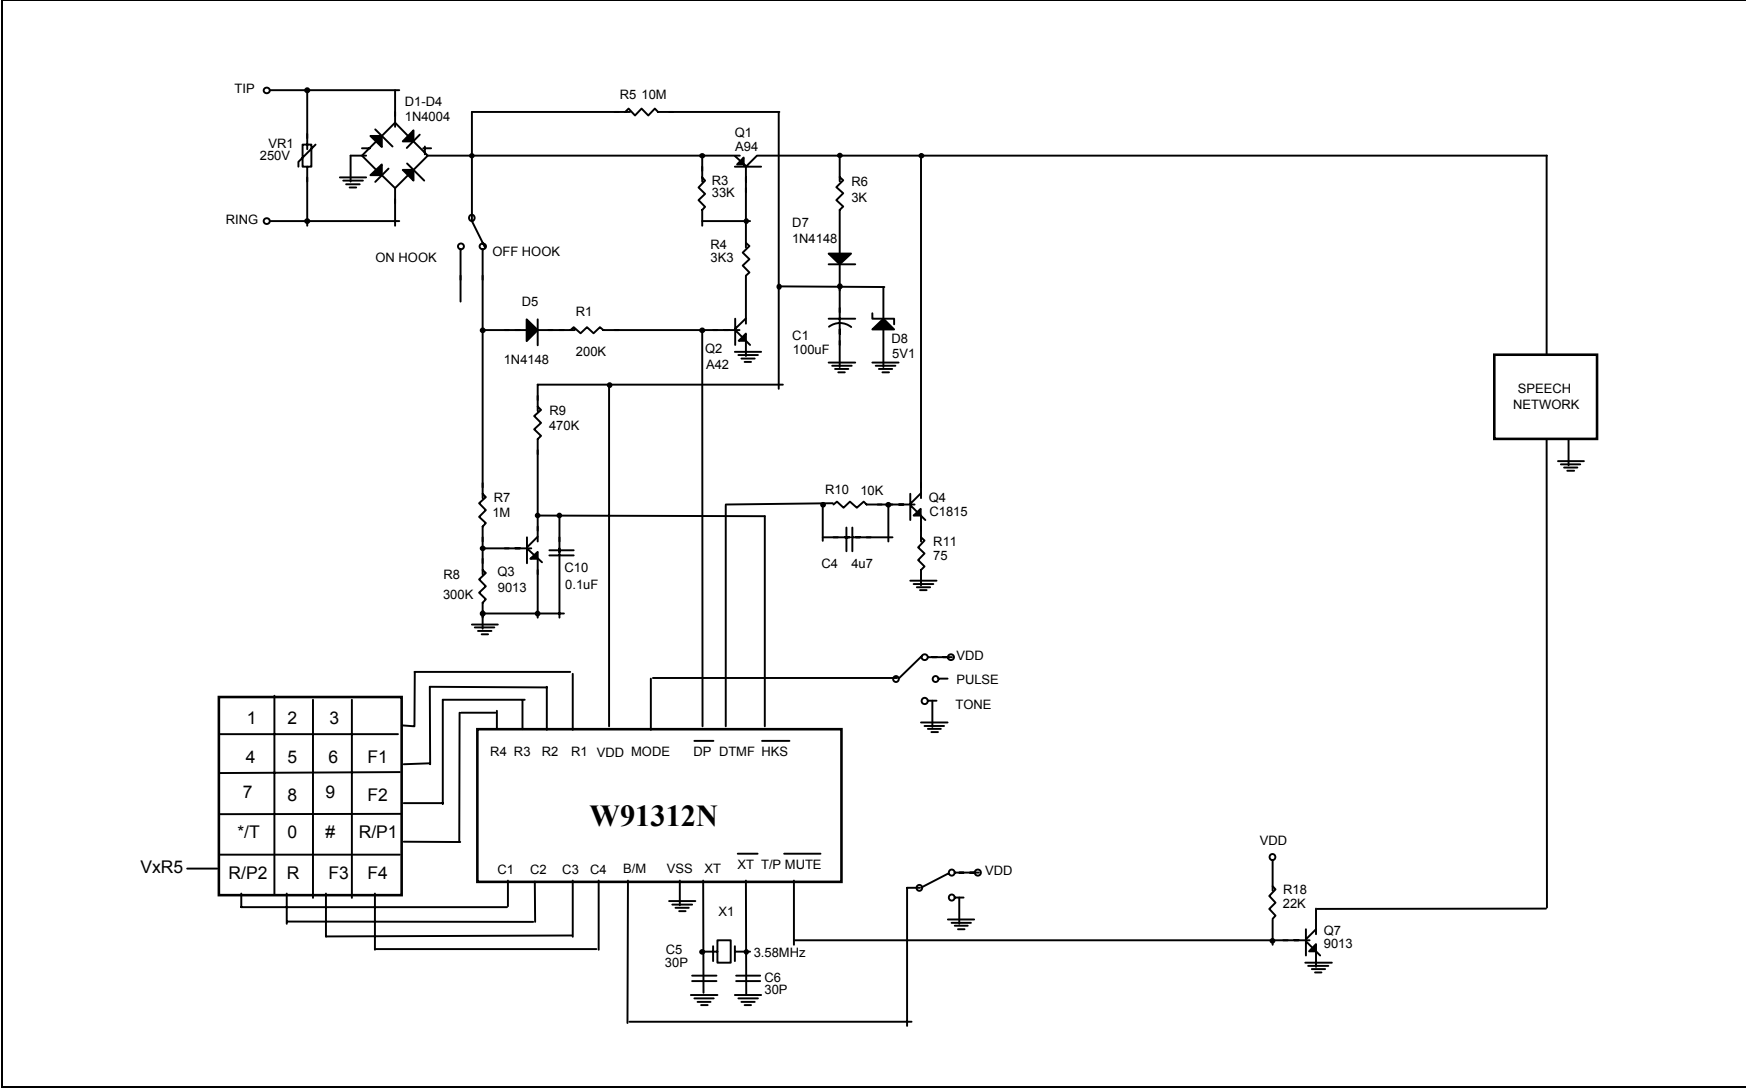 TIP
D1-D4
1N4004
R5 10M
VR1
250V
Q1
A94
R3
33K
R6
3K
RING
ON HOOK
OFF HOOK
R4
3K3
D7
1N4148
D5
R1
1N4148
200K
Q2
A42
C1
100uF
D8
5V1
SPEECH
NETWORK
R9
470K
R7
1M
R10 10K
Q4
C1815
R11
75
C4 4u7
R8
300K
Q3
9013
C10
0.1uF
VDD
PULSE
TONE
1 2 3
4 5 6 F1
7 8 9 F2
*/T 0 # R/P1
R/P2 R F3 F4
VxR5
R4 R3 R2 R1 VDD MODE DP DTMF HKS
W91312N
C1 C2 C3 C4 B/M VSS XT XT T/P MUTE
VDD
VDD
R18
22K
Q7
9013
X1
C5
30P
3.58MHz
C6
30P